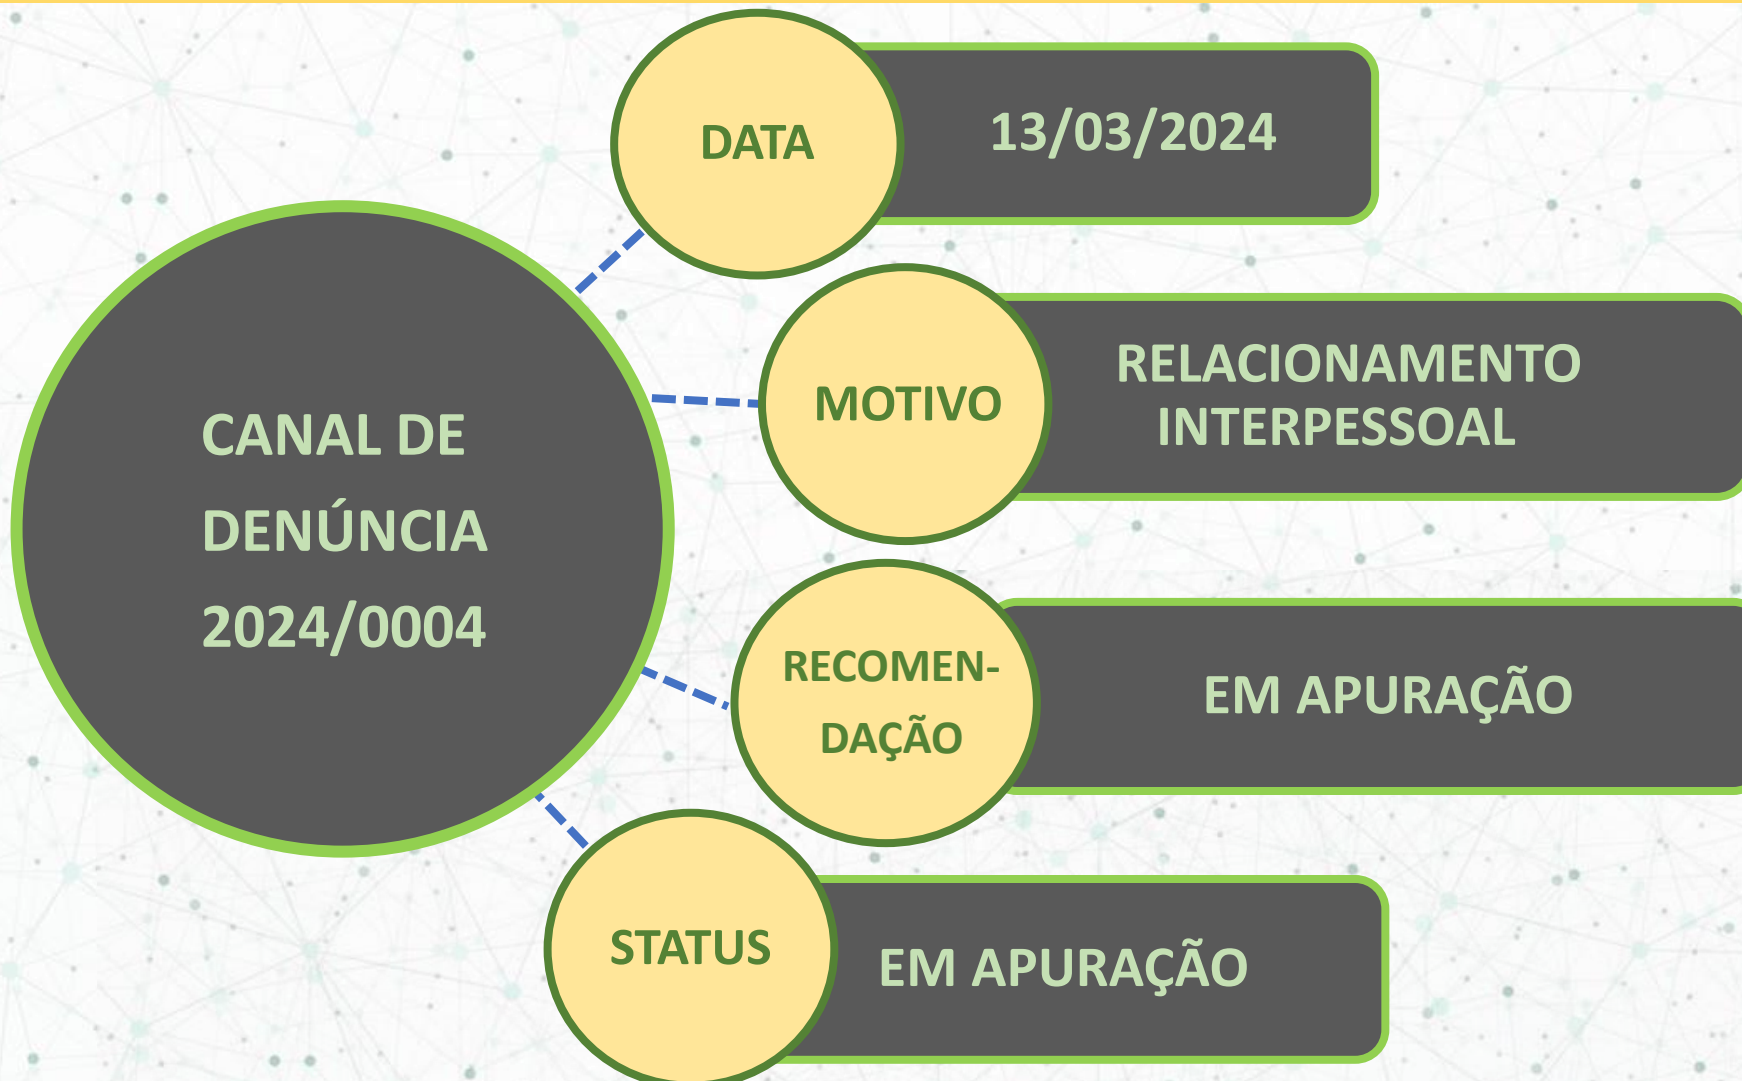 CANAL DE
DENÚNCIA
2024/0004
DATA
13/03/2024
MOTIVO
RELACIONAMENTO
INTERPESSOAL
RECOMEN-
DAÇÃO
EM APURAÇÃO
STATUS
EM APURAÇÃO